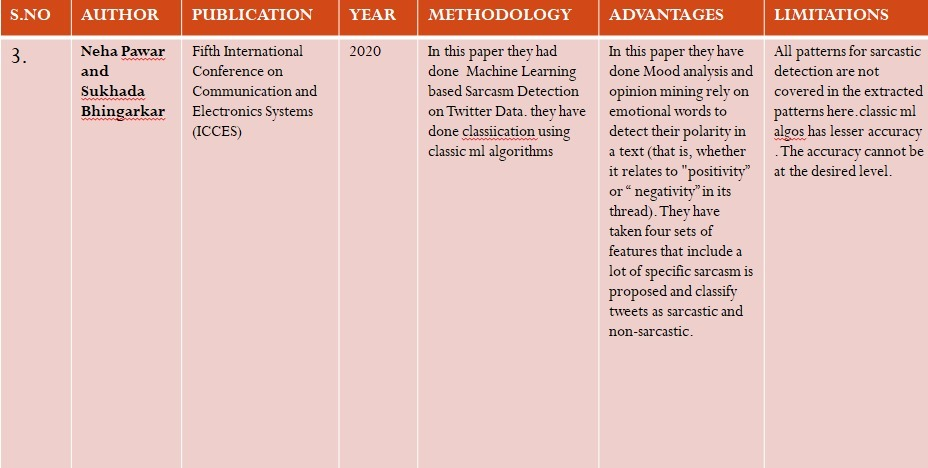 S.NO
AUTHOR
PUBLICATION
YEAR
METHODOLOGY
ADVANTAGES
LIMITATIONS
3.
Neha Pawar
and
Sukhada
Bhingarkar
Fifth International
Conference on
Communication and
Electronics Systems
(ICCES)
2020
In this paper they had
done Machine Learning
based Sarcasm Detection
on Twitter Data. they have
done classiication using
classic ml algorithms
In this paper they have
done Mood analysis and
opinion mining rely on
emotional words to
detect their polarity in
a text (that is, whether
it relates to "positivity”
or “ negativity” in its
thread). They have
taken four sets of
features that include a
lot of specific sarcasm is
proposed and classify
tweets as sarcastic and
non-sarcastic.
All patterns for sarcastic
detection are not
covered in the extracted
patterns here. classic ml
algos has lesser accuracy
. The accuracy cannot be
at the desired level.